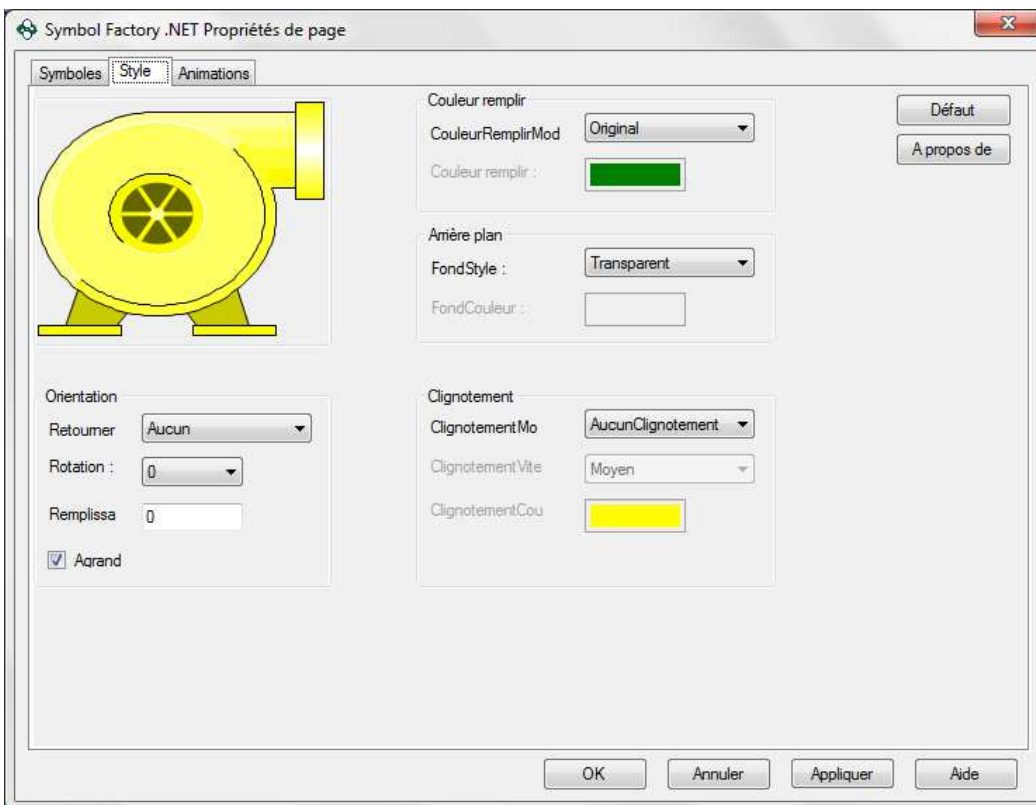 Symbol Factory .NET Propriétés de page
Symboles Style Animations
Couleur remplir
CouleurRemplirMod Original
Couleur remplir :
Défaut
A propos de
Arrière plan
FondStyle : Transparent
FondCouleur :
Orientation
Retourner Aucun
Rotation : 0
Remplissa 0
Agrand
Clignotement
ClignotementMo AucunClignotement
ClignotementVite Moyen
ClignotementCou
OK Annuler Appliquer Aide